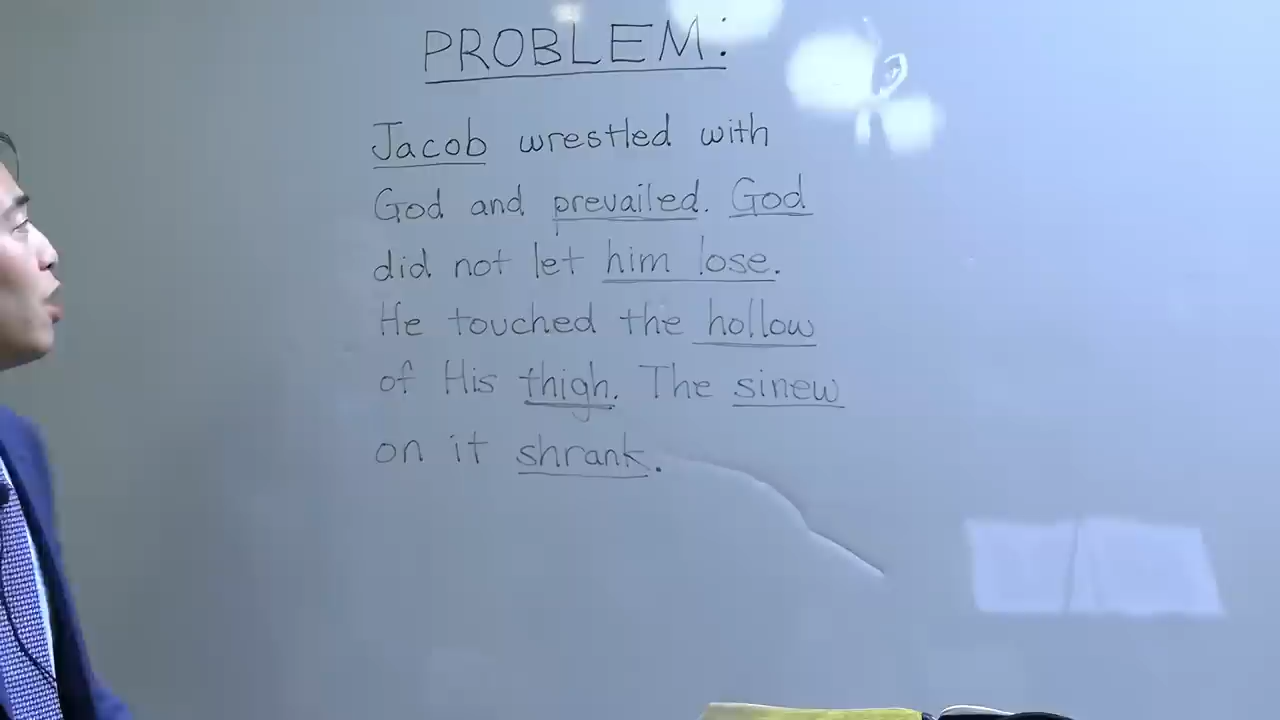 PROBLEM:
Jacob wrestled with
God and prevailed. God
did not let him lose.
He touched the hollow
of His thigh. The sinew
on it shrank.